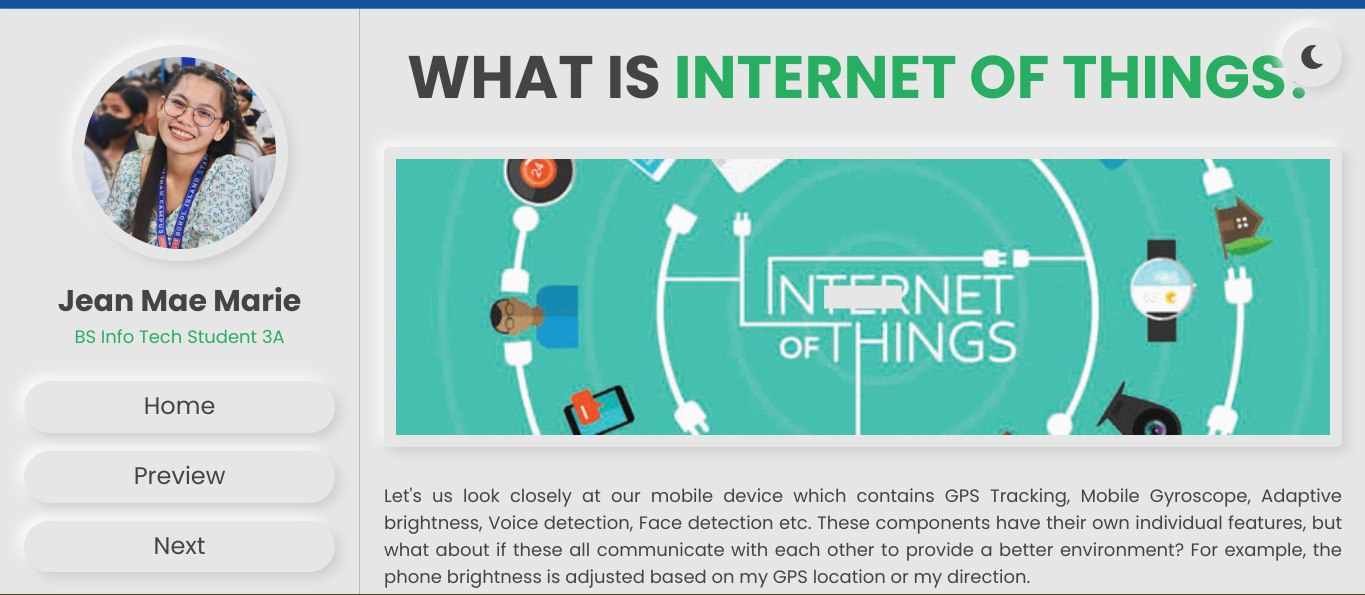 WHAT IS INTERNET OF THINGS?
24
INTERNET
OF THINGS
Jean Mae Marie
BS Info Tech Student 3A
Home
Preview
Next
Let's us look closely at our mobile device which contains GPS Tracking, Mobile Gyroscope, Adaptive
brightness, Voice detection, Face detection etc. These components have their own individual features, but
what about if these all communicate with each other to provide a better environment? For example, the
phone brightness is adjusted based on my GPS location or my direction.